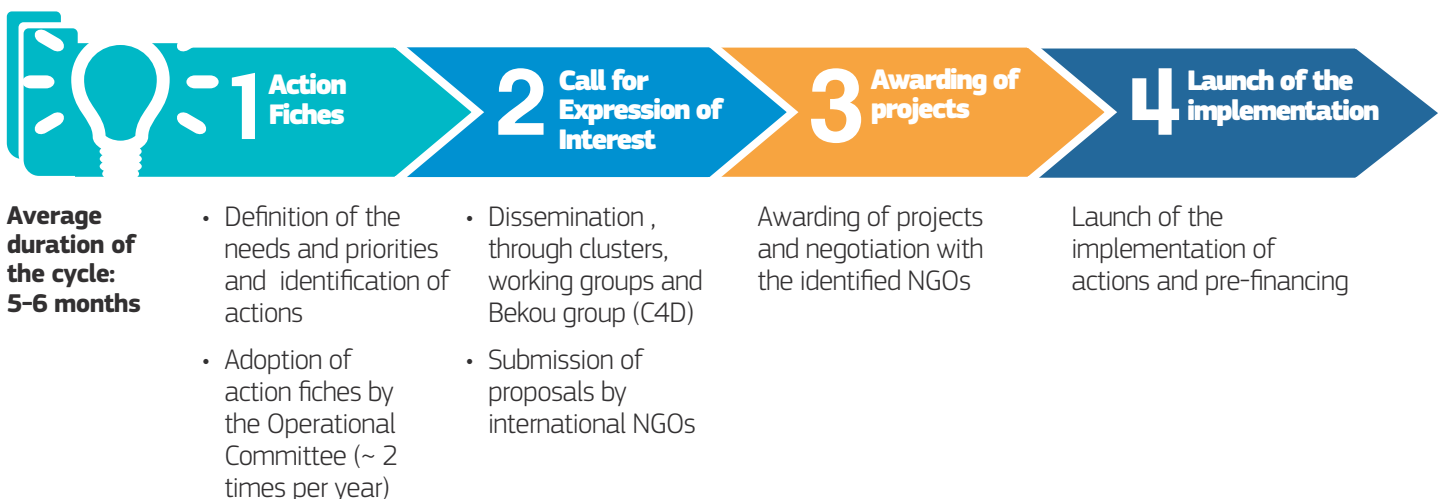 1 Action
Fiches
2 Call for
Expression of
Interest
3 Awarding of
projects
4 Launch of the
implementation
Average
duration of
the cycle:
5-6 months
• Definition of the
needs and priorities
and identification of
actions
• Adoption of
action fiches by
the Operational
Committee (~ 2
times per year)
• Dissemination ,
through clusters,
working groups and
Bekou group (C4D)
• Submission of
proposals by
international NGOs
Awarding of projects
and negotiation with
the identified NGOs
Launch of the
implementation of
actions and pre-financing